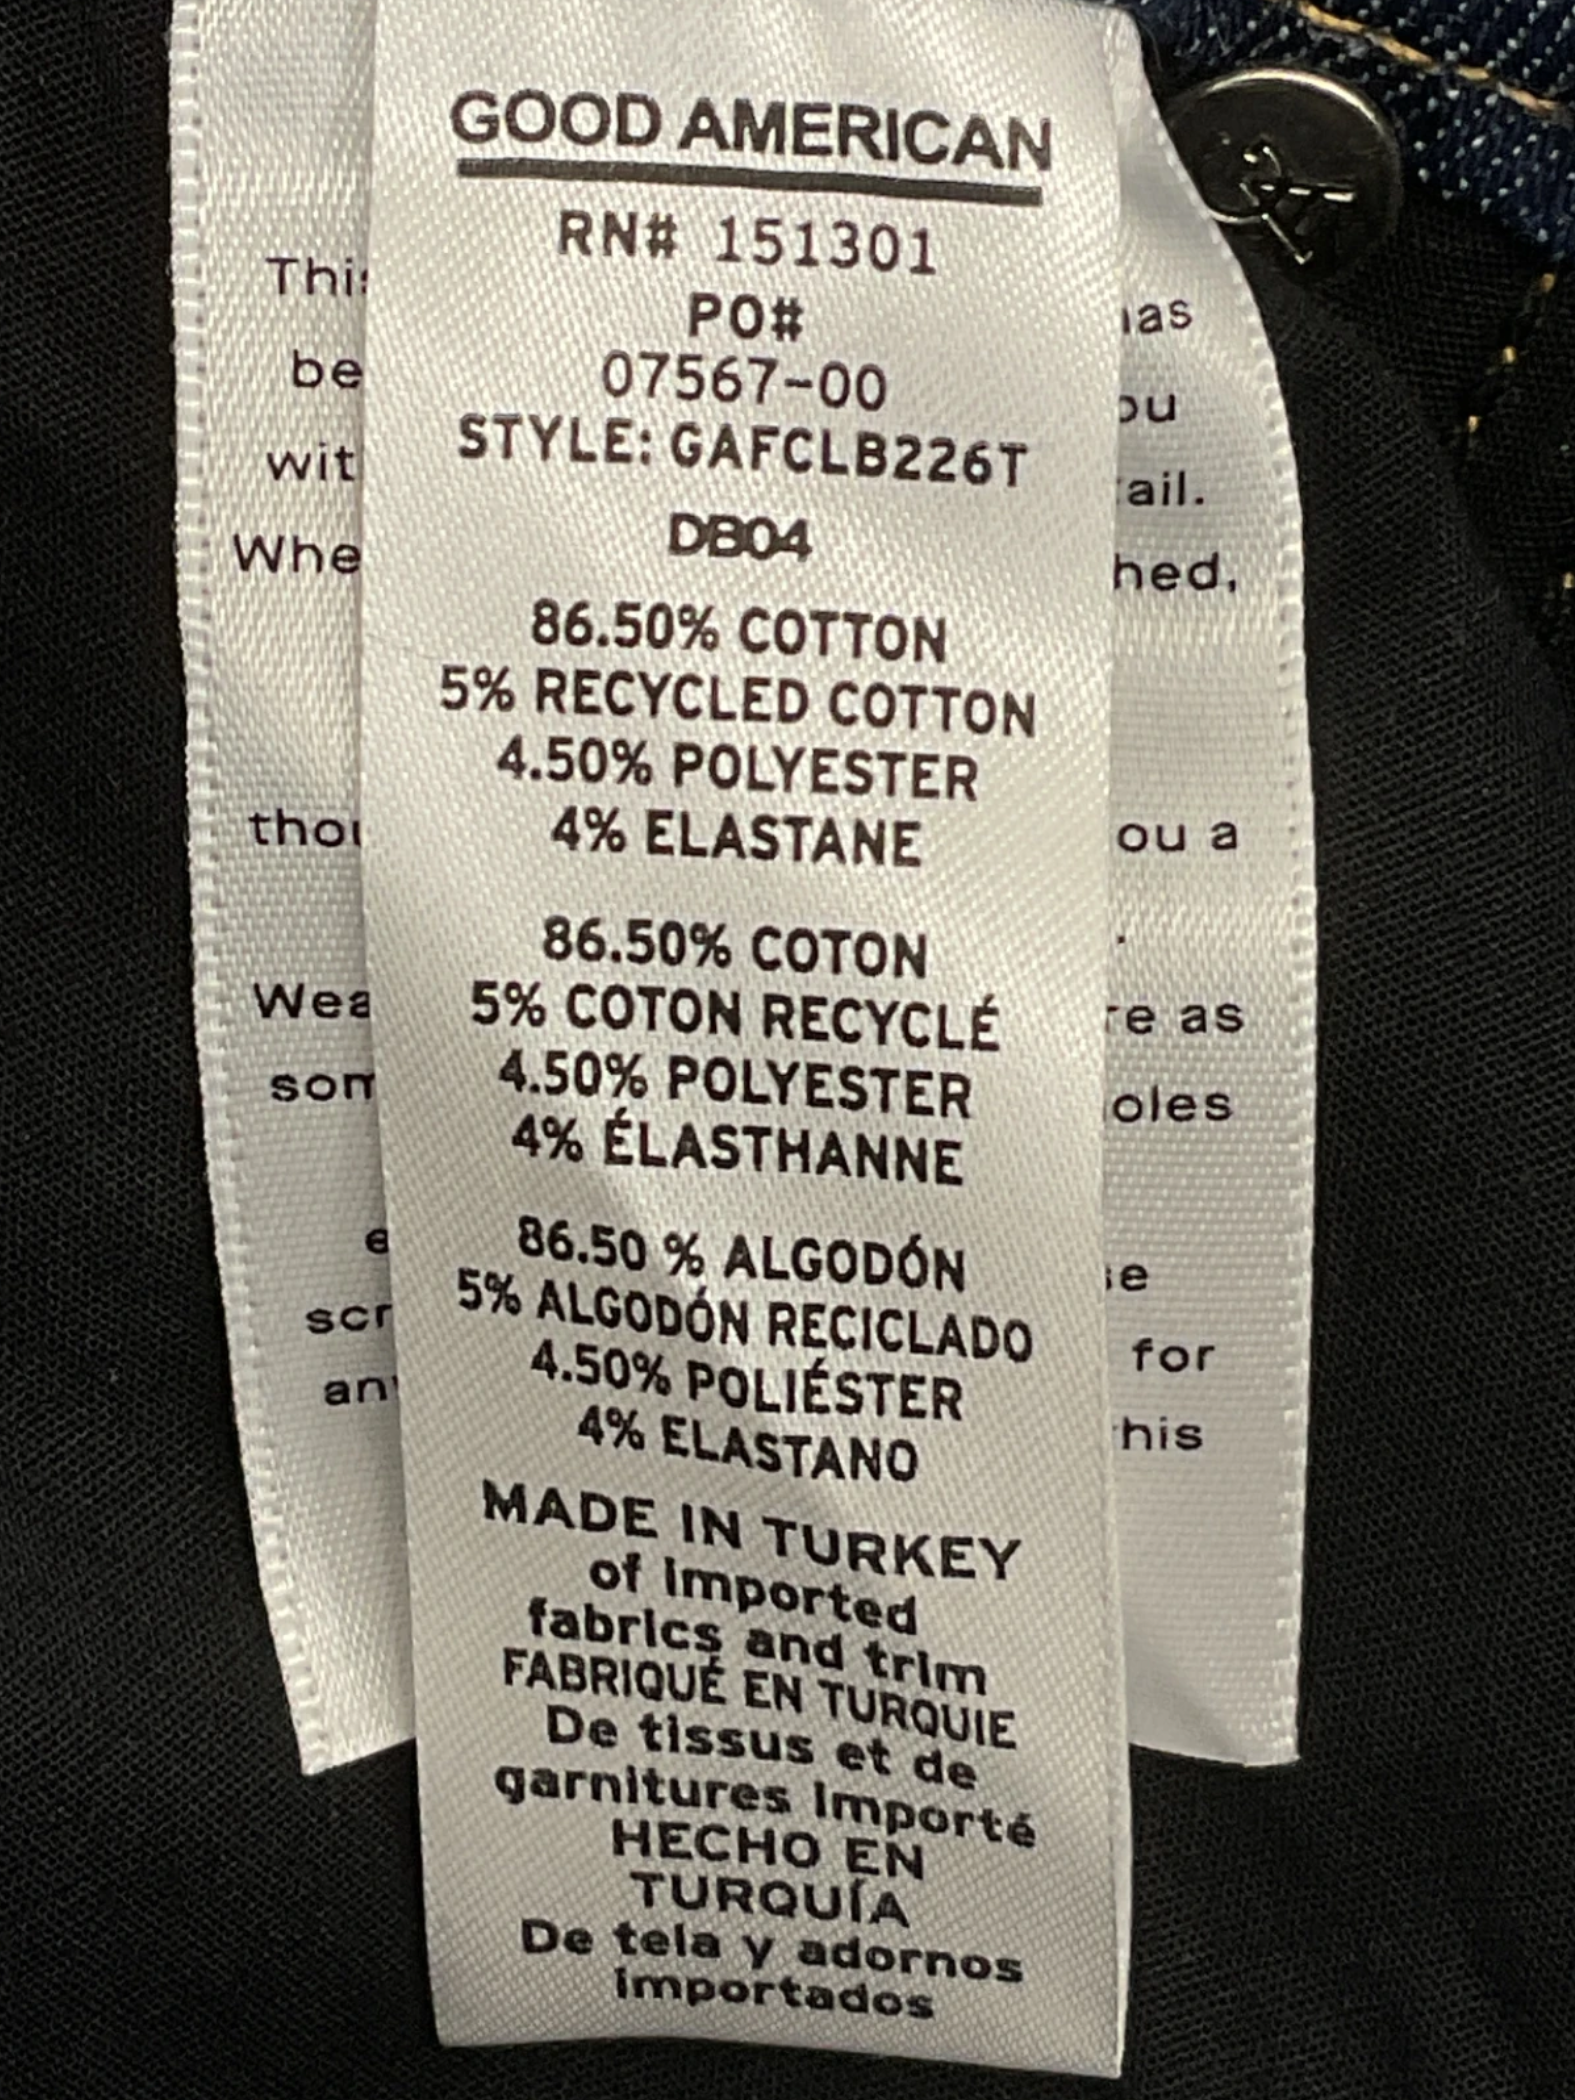 GOOD AMERICAN
RN# 151301
PO#
07567-00
STYLE: GAFCLB226T
DB04
86.50% COTTON
5% RECYCLED COTTON
4.50% POLYESTER
4% ELASTANE
86.50% COTON
5% COTON RECYCLÉ
4.50% POLYESTER
4% ÉLASTHANNE
86.50 % ALGODÓN
5% ALGODÓN RECICLADO
4.50% POLIÉSTER
4% ELASTANO
MADE IN TURKEY
of imported
fabrics and trim
FABRIQUÉ EN TURQUIE
De tissus et de
garnitures importé
HECHO EN
TURQUÍA
De tela y adornos
importados
a
as
for